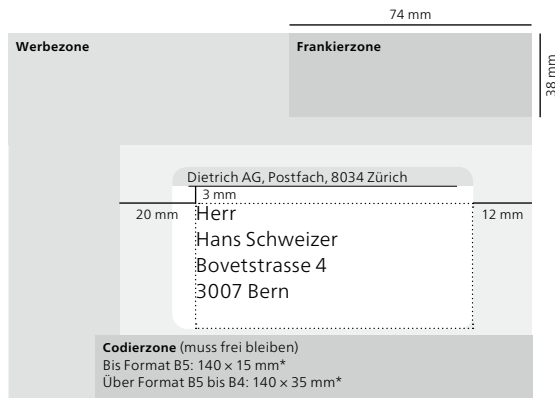 74 mm
Werbezone
Frankierzone
38 mm
Dietrich AG, Postfach, 8034 Zürich
3 mm
20 mm
12 mm
Herr
Hans Schweizer
Bovetstrasse 4
3007 Bern
Codierzone (muss frei bleiben)
Bis Format B5: 140 × 15 mm*
Über Format B5 bis B4: 140 × 35 mm*